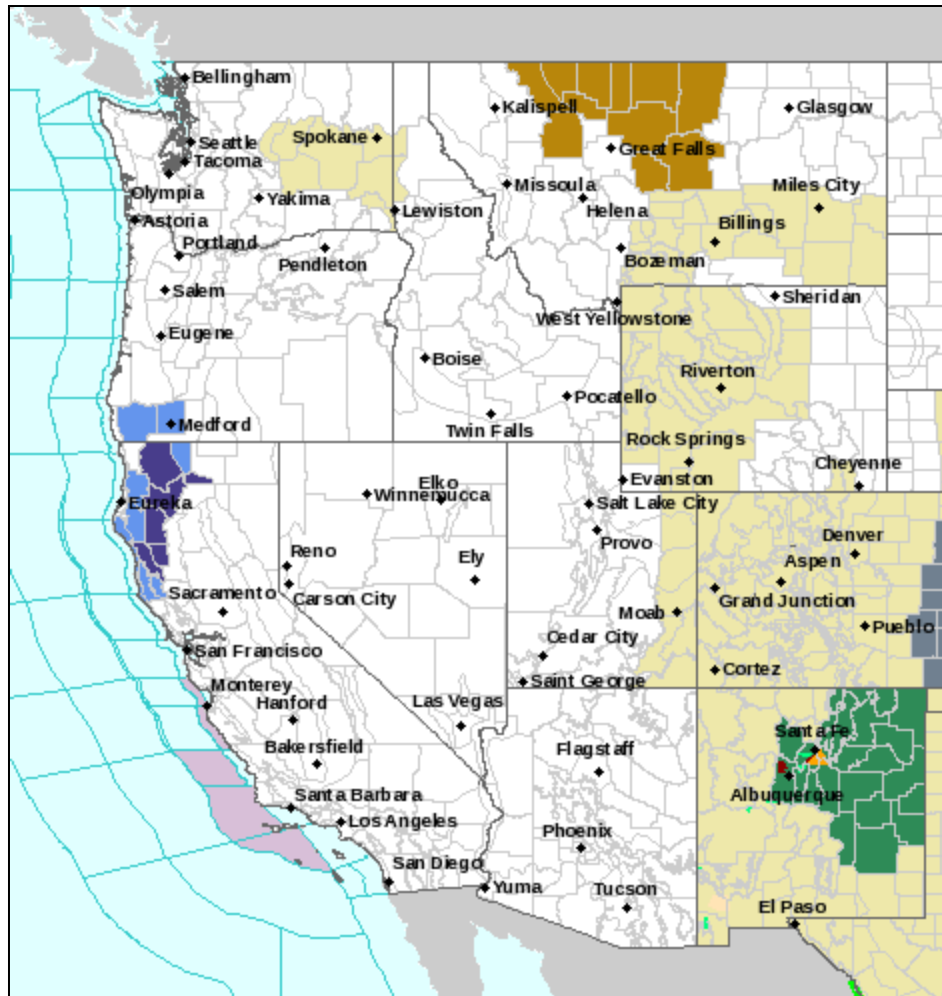 Bellingham
Kalispell
Glasgow
Spokane
Seattle
Great Falls
Tacoma
Olympia
Missoula
Miles City
Yakima
Lewiston
Helena
Astoria
Billings
Portland
Pendleton
Bozeman
Salem
Sheridan
West Yellowstone
Eugene
Boise
Riverton
Pocatello
Medford
Twin Falls
Rock Springs
Cheyenne
Evanston
Elko
Winnemucca
Eureka
Salt Lake City
Denver
Provo
Reno
Ely
Aspen
Sacramento
Carson City
Grand Junction
Moab
Pueblo
Cedar City
San Francisco
Cortez
Saint George
Monterey
Hanford
Las Vegas
Santa Fe
Bakersfield
Flagstaff
Santa Barbara
Albuquerque
Los Angeles
Phoenix
San Diego
Yuma
Tucson
El Paso